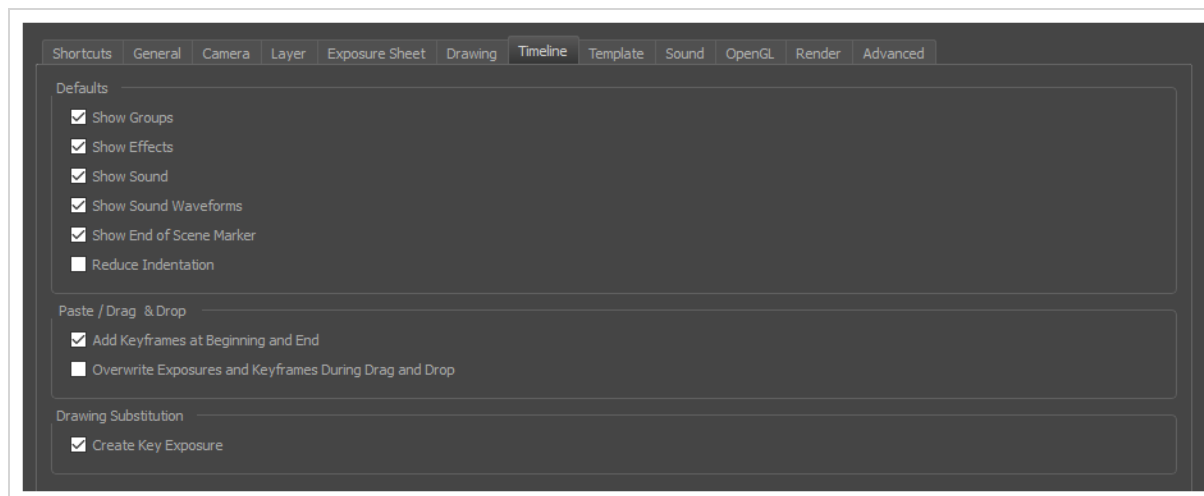 Shortcuts General Camera Layer Exposure Sheet Drawing Timeline Template Sound OpenGL Render Advanced
Defaults
Show Groups
Show Effects
Show Sound
Show Sound Waveforms
Show End of Scene Marker
Reduce Indentation
Paste / Drag & Drop
Add Keyframes at Beginning and End
Overwrite Exposures and Keyframes During Drag and Drop
Drawing Substitution
Create Key Exposure